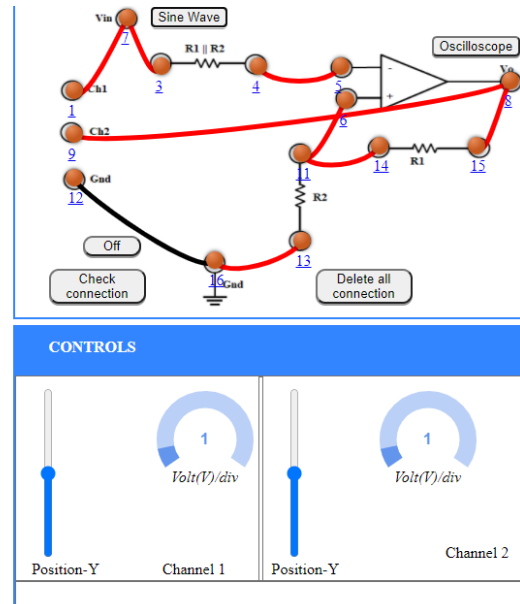 Vin
Sine Wave
7
R1 || R2
Oscilloscope
3
4
5
-
Vo
Ch1
1
+
6
8
Ch2
9
11
14
R1
15
Gnd
12
R2
Off
13
16
Gnd
Check
connection
Delete all
connection
CONTROLS
1
1
Volt(V)/div
Volt(V)/div
Position-Y
Channel 1
Position-Y
Channel 2